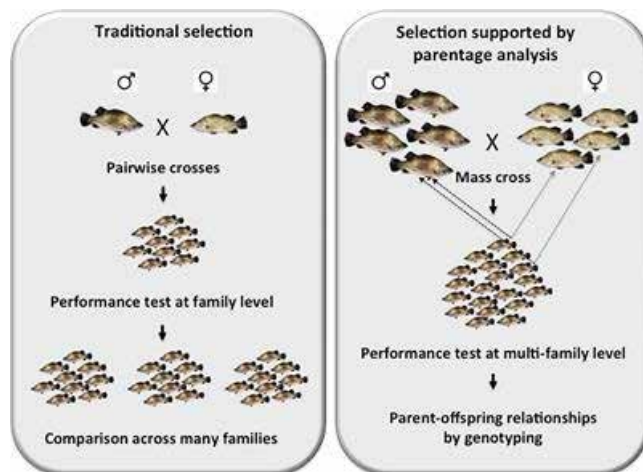 Traditional selection
♂ ♀
X
Pairwise crosses
Performance test at family level
Comparison across many families
Selection supported by
parentage analysis
♂ ♀
X
Mass cross
Performance test at multi-family level
Parent-offspring relationships
by genotyping